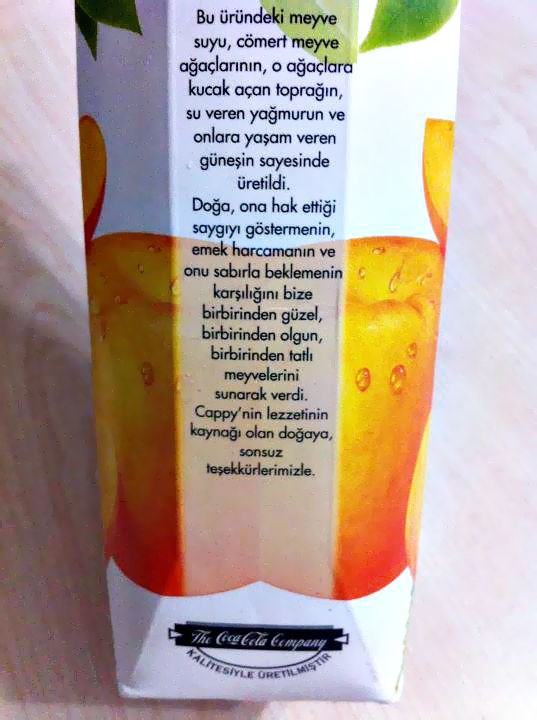 Bu üründeki meyve
suyu, cömert meyve
ağaçlarının, o ağaçlara
kucak açan toprağın,
su veren yağmurun ve
onlara yaşam veren
güneşin sayesinde
üretildi.
Doğa, ona hak ettiği
saygıyı göstermenin,
emek harcamanın ve
onu sabırla beklemenin
karşılığını bize
birbirinden güzel,
birbirinden olgun,
birbirinden tatlı
meyvelerini
sunarak verdi.
Cappy'nin lezzetinin
kaynağı olan doğaya,
sonsuz
teşekkürlerimizle.
The Coca-Cola Company
KALİTESİYLE ÜRETİLMİŞTİR